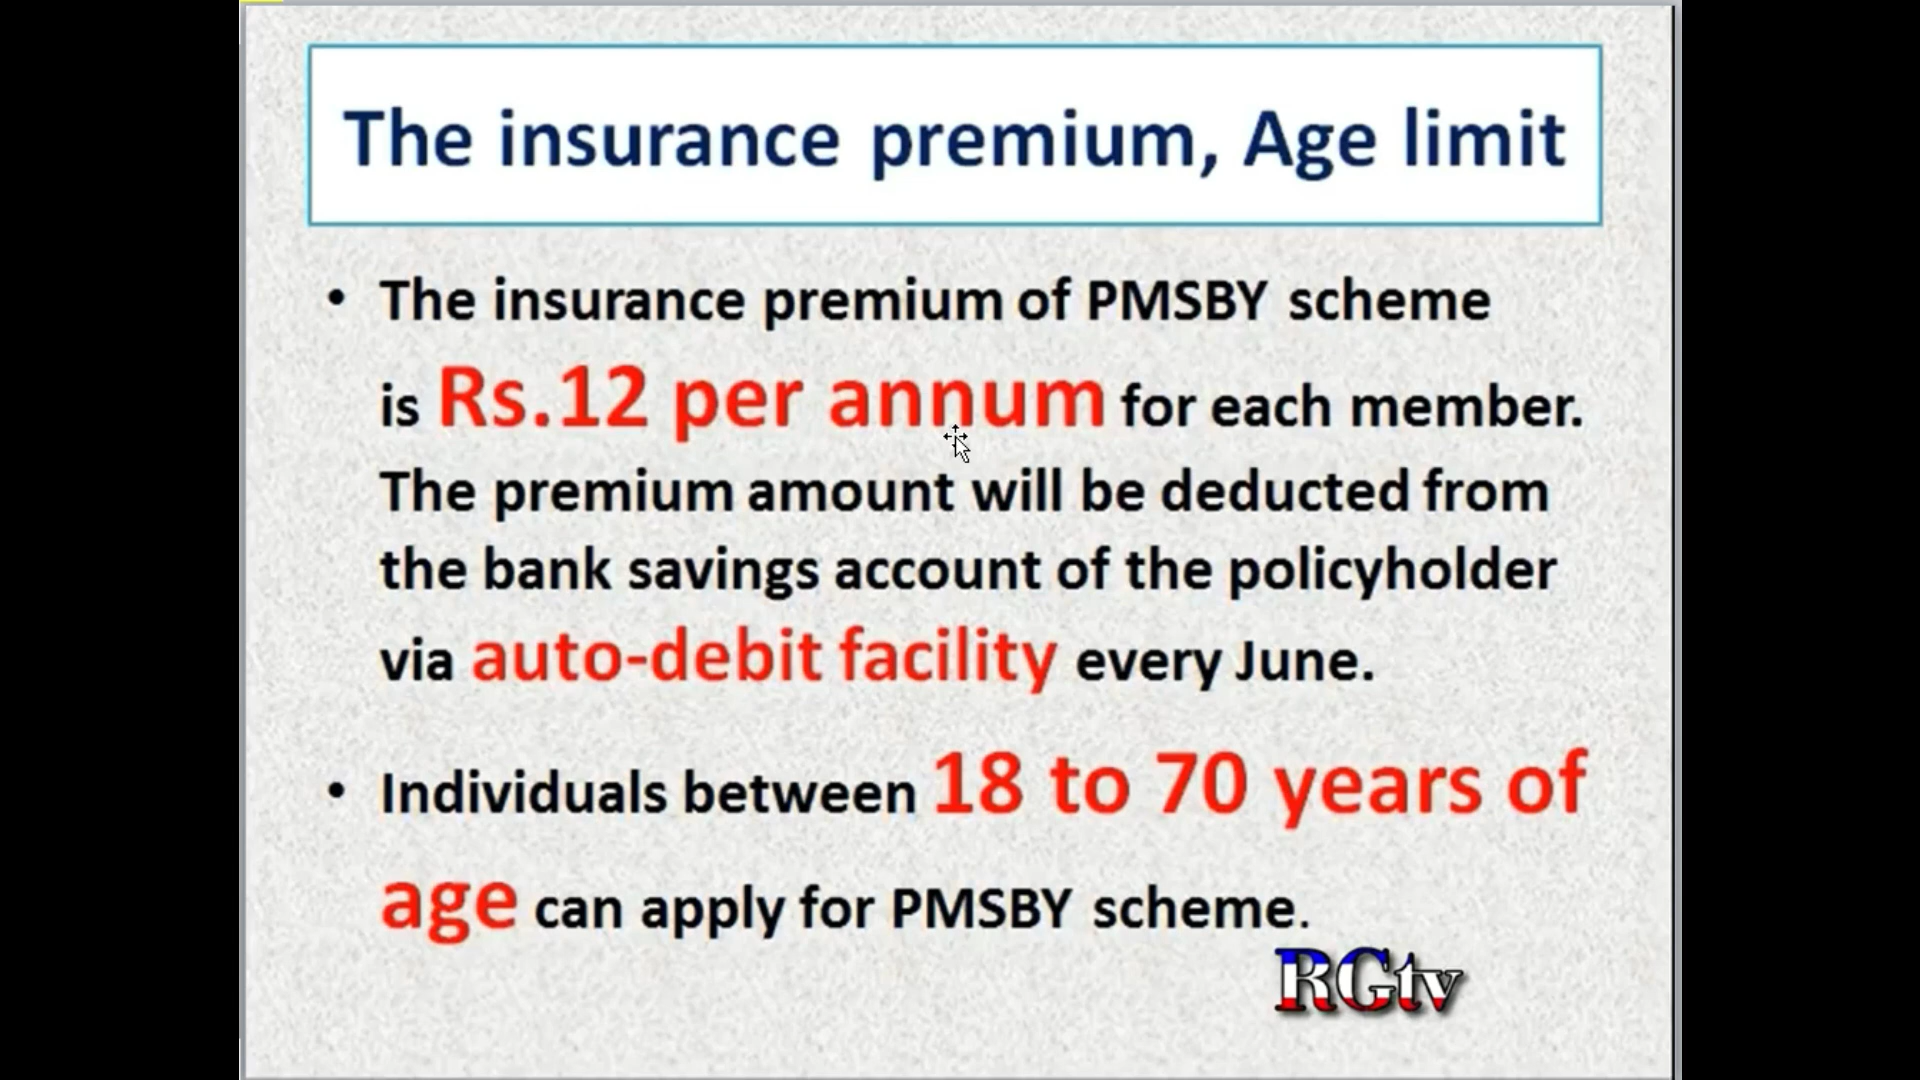 The insurance premium, Age limit
• The insurance premium of PMSBY scheme
is Rs.12 per annum for each member.
The premium amount will be deducted from
the bank savings account of the policyholder
via auto-debit facility every June.
• Individuals between 18 to 70 years of
age can apply for PMSBY scheme.
RGtv